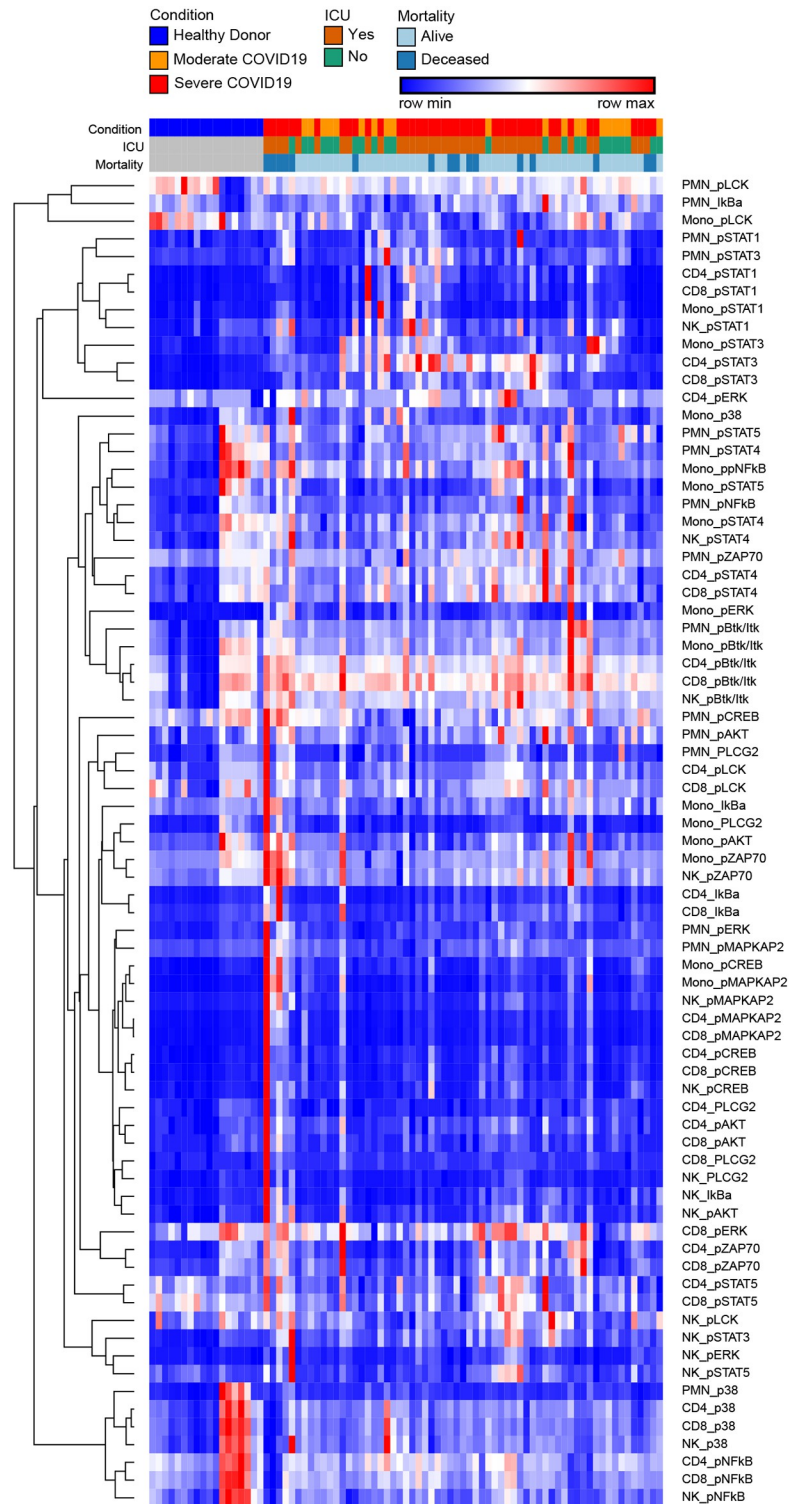 Condition
Healthy Donor
Moderate COVID19
Severe COVID19
ICU
Yes
No
Mortality
Alive
Deceased
row min row max
Condition
ICU
Mortality
PMN_pLCK
PMN_IkBa
Mono_pLCK
PMN_pSTAT1
PMN_pSTAT3
CD4_pSTAT1
CD8_pSTAT1
Mono_pSTAT1
NK_pSTAT1
Mono_pSTAT3
CD4_pSTAT3
CD8_pSTAT3
CD4_pERK
Mono_p38
PMN_pSTAT5
PMN_pSTAT4
Mono_ppNFkB
Mono_pSTAT5
PMN_pNFkB
Mono_pSTAT4
NK_pSTAT4
PMN_pZAP70
CD4_pSTAT4
CD8_pSTAT4
Mono_pERK
PMN_pBtk/Itk
Mono_pBtk/Itk
CD4_pBtk/Itk
CD8_pBtk/Itk
NK_pBtk/Itk
PMN_pCREB
PMN_pAKT
PMN_PLCG2
CD4_pLCK
CD8_pLCK
Mono_IkBa
Mono_PLCG2
Mono_pAKT
Mono_pZAP70
NK_pZAP70
CD4_IkBa
CD8_IkBa
PMN_pERK
PMN_pMAPKAP2
Mono_pCREB
Mono_pMAPKAP2
NK_pMAPKAP2
CD4_pMAPKAP2
CD8_pMAPKAP2
CD4_pCREB
CD8_pCREB
NK_pCREB
CD4_PLCG2
CD4_pAKT
CD8_pAKT
CD8_PLCG2
NK_PLCG2
NK_IkBa
NK_pAKT
CD8_pERK
CD4_pZAP70
CD8_pZAP70
CD4_pSTAT5
CD8_pSTAT5
NK_pLCK
NK_pSTAT3
NK_pERK
NK_pSTAT5
PMN_p38
CD4_p38
CD8_p38
NK_p38
CD4_pNFkB
CD8_pNFkB
NK_pNFkB